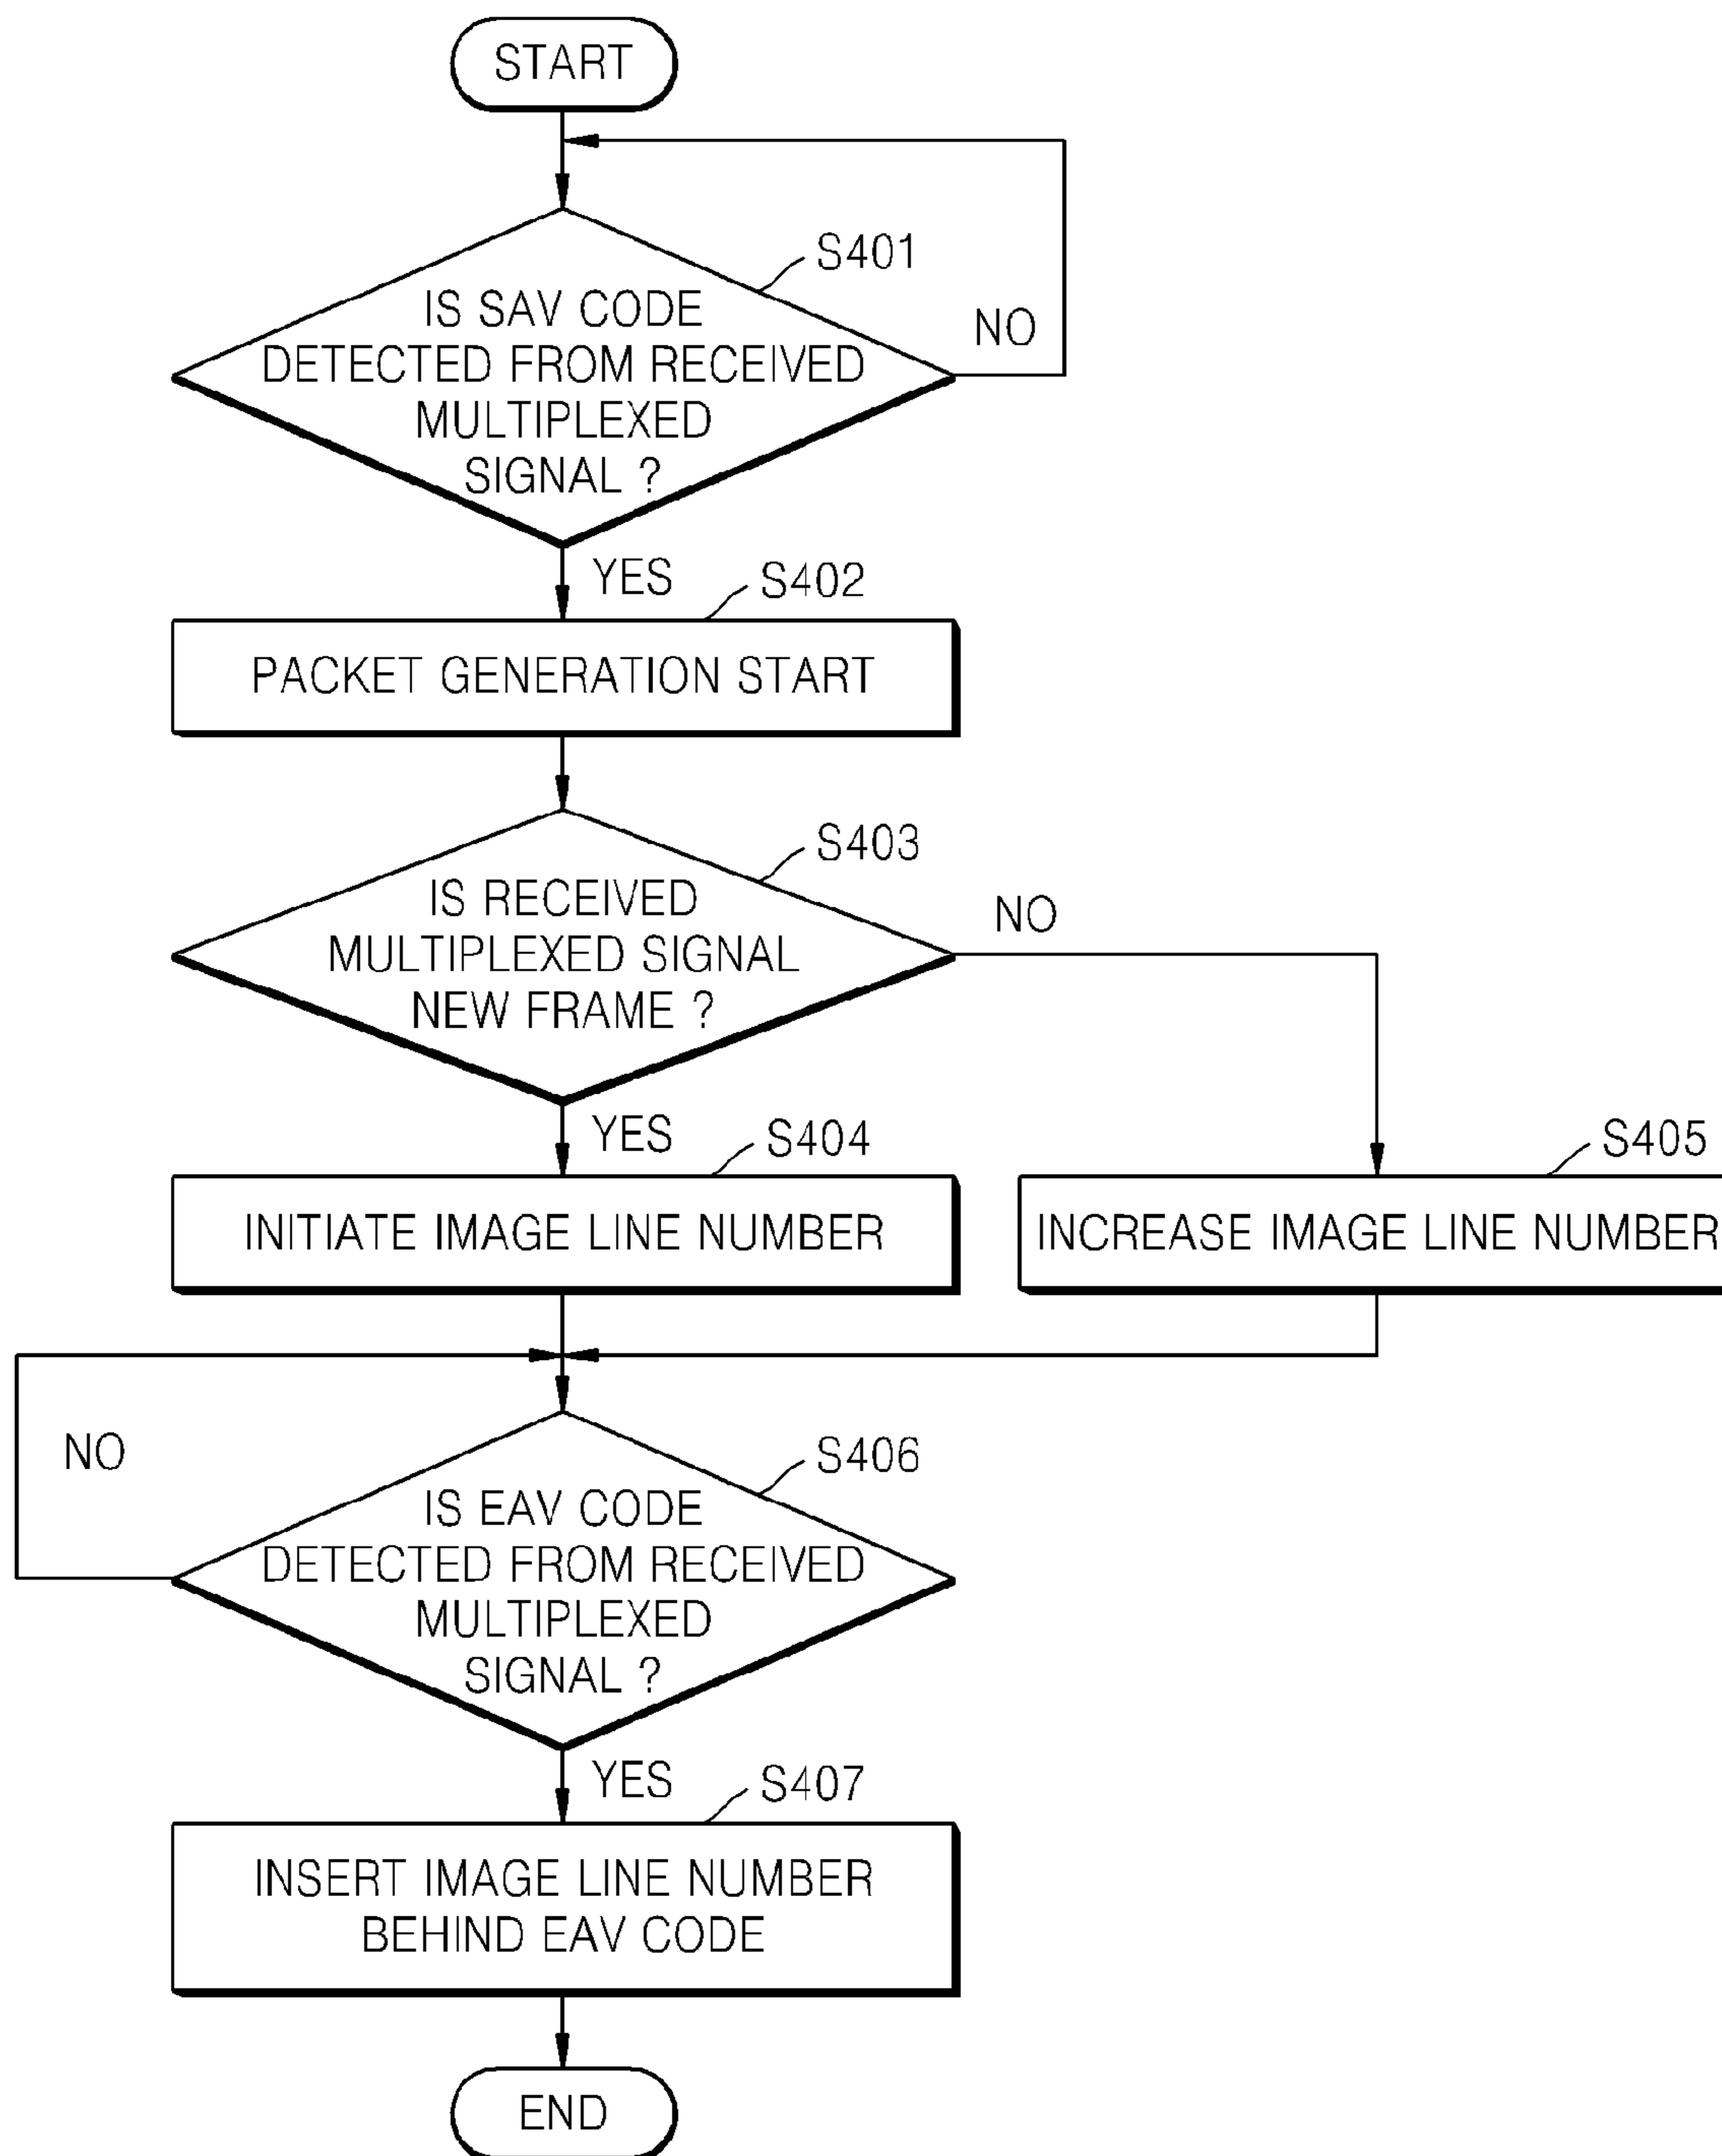 START
S401
IS SAV CODE
DETECTED FROM RECEIVED
MULTIPLEXED
SIGNAL ?
NO
YES
S402
PACKET GENERATION START
S403
IS RECEIVED
MULTIPLEXED SIGNAL
NEW FRAME ?
NO
YES
S404
S405
INITIATE IMAGE LINE NUMBER
INCREASE IMAGE LINE NUMBER
NO
S406
IS EAV CODE
DETECTED FROM RECEIVED
MULTIPLEXED
SIGNAL ?
YES
S407
INSERT IMAGE LINE NUMBER
BEHIND EAV CODE
END